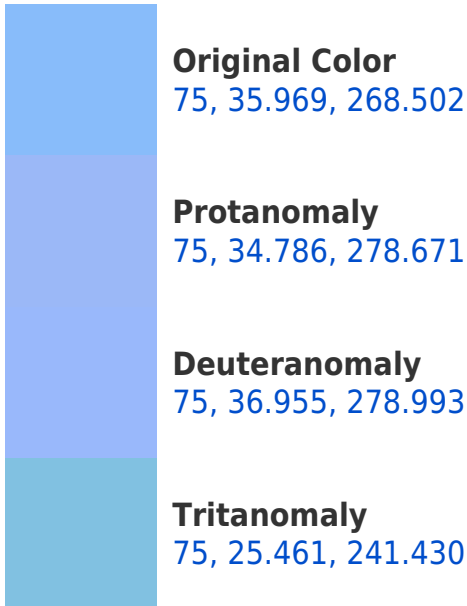 Original Color
75, 35.969, 268.502
Protanomaly
75, 34.786, 278.671
Deuteranomaly
75, 36.955, 278.993
Tritanomaly
75, 25.461, 241.430